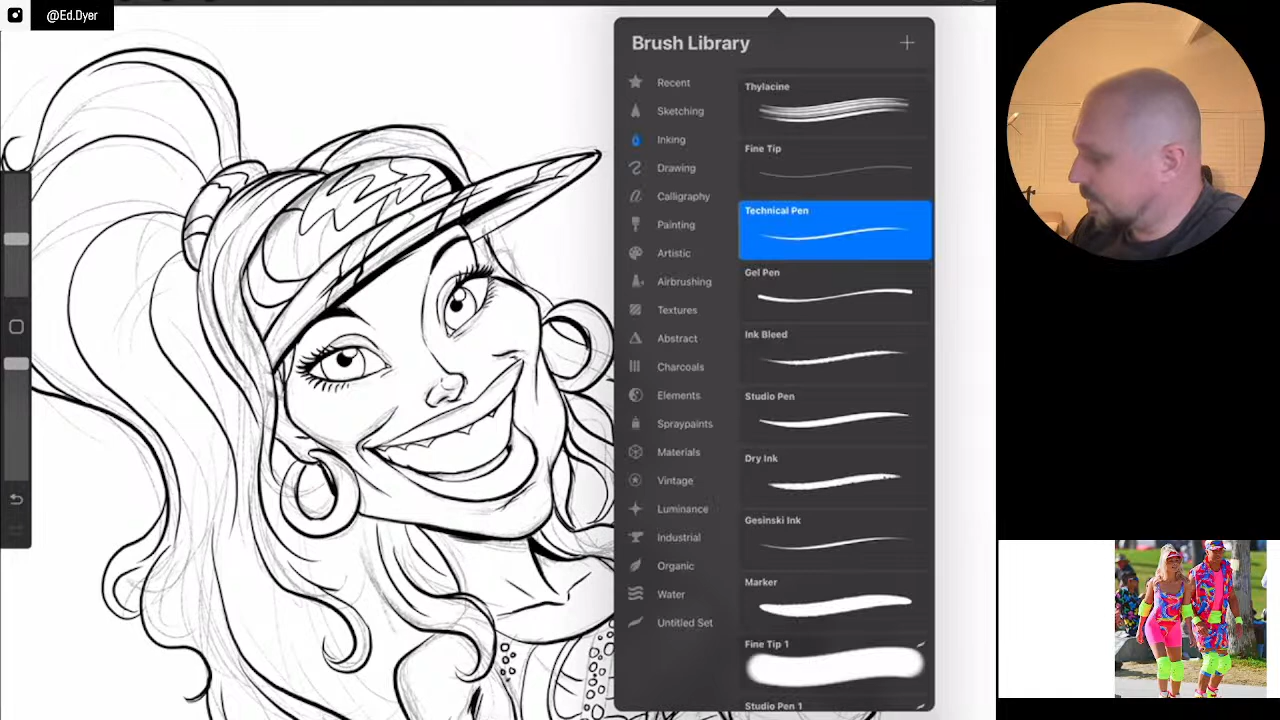 @Ed.Dyer
Brush Library
Recent
Sketching
Inking
Drawing
Calligraphy
Painting
Artistic
Airbrushing
Textures
Abstract
Charcoals
Elements
Spraypaints
Materials
Vintage
Luminance
Industrial
Organic
Water
Untitled Set
Thylacine
Fine Tip
Technical Pen
Gel Pen
Ink Bleed
Studio Pen
Dry Ink
Gesinski Ink
Marker
Fine Tip 1
Studio Pen 1